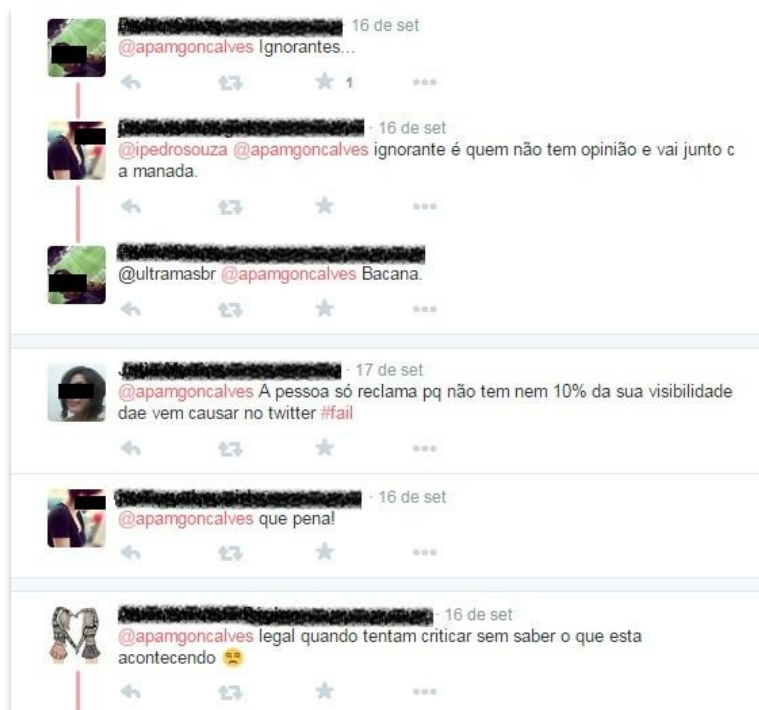 16 de set
@apamgoncalves Ignorantes...
1
· 16 de set
@ipedrosouza @apamgoncalves ignorante é quem não tem opinião e vai junto c
a manada.
@ultramasbr @apamgoncalves Bacana.
· 17 de set
@apamgoncalves A pessoa só reclama pq não tem nem 10% da sua visibilidade
dae vem causar no twitter #fail
· 16 de set
@apamgoncalves que pena!
· 16 de set
@apamgoncalves legal quando tentam criticar sem saber o que esta
acontecendo 😒